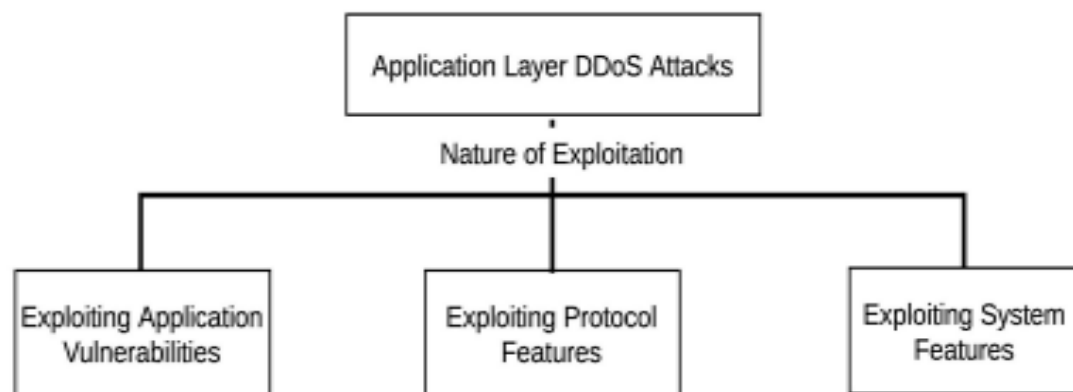 Application Layer DDoS Attacks
Nature of Exploitation
Exploiting Application
Vulnerabilities
Exploiting Protocol
Features
Exploiting System
Features